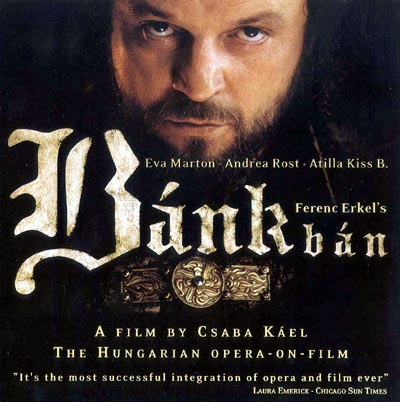 Eva Marton · Andrea Rost · Atilla Kiss B.
Ferenc Erkel's
Bánk bán
A film by Csaba Káel
The Hungarian opera-on-film
"It's the most successful integration of opera and film ever"
Laura Emerick - Chicago Sun Times